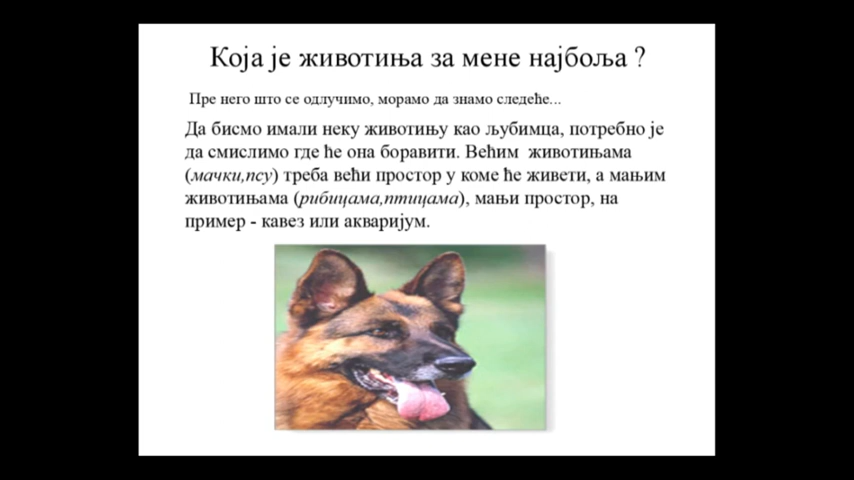 Која је животиња за мене најбоља ?
Пре него што се одлучимо, морамо да знамо следеће...
Да бисмо имали неку животињу као љубимца, потребно је
да смислимо где ће она боравити. Већим животињама
(мачки,псу) треба већи простор у коме ће живети, а мањим
животињама (рибицама,птицама), мањи простор, на
пример - кавез или акваријум.